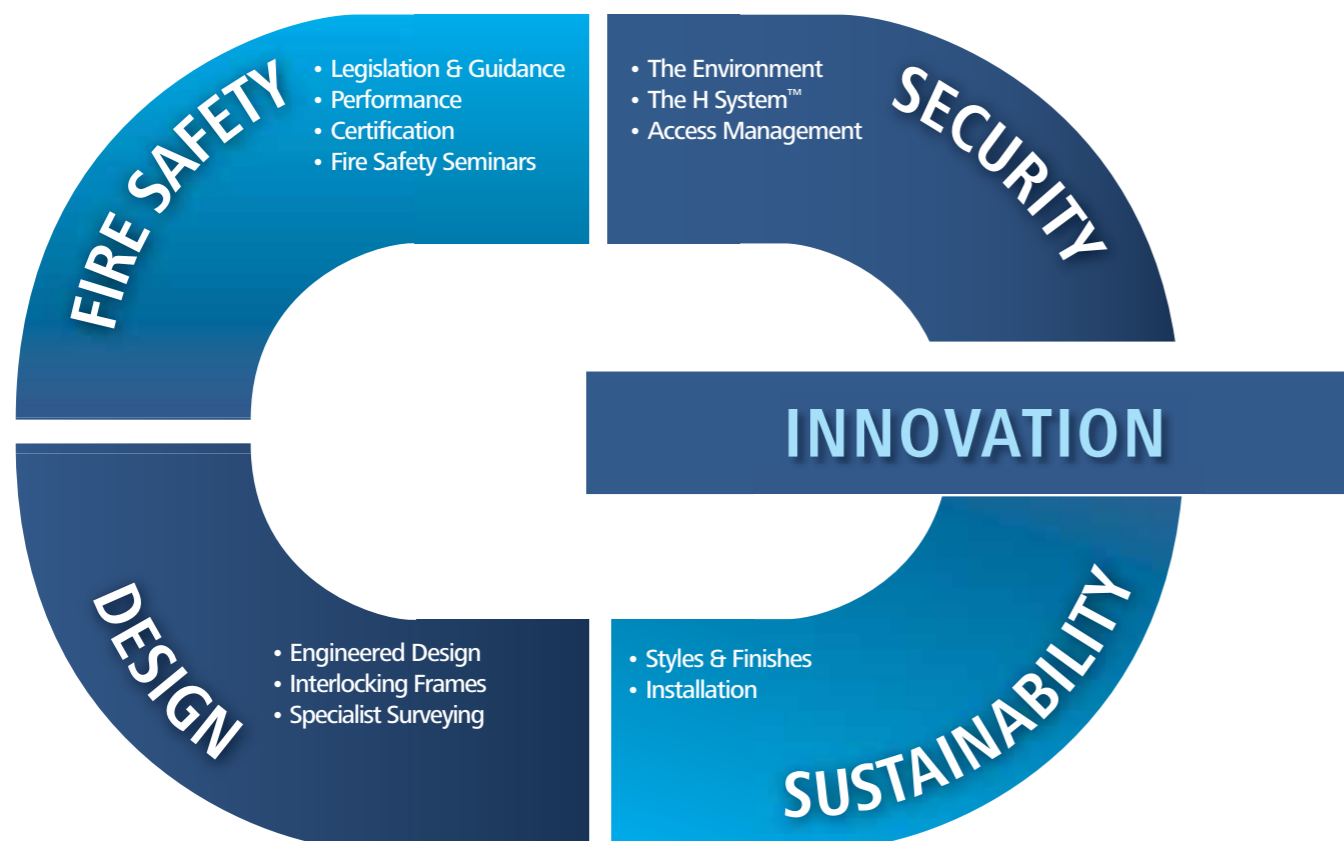 FIRE SAFETY
• Legislation & Guidance
• Performance
• Certification
• Fire Safety Seminars
• The Environment
• The H System™
• Access Management
SECURITY
INNOVATION
DESIGN
• Engineered Design
• Interlocking Frames
• Specialist Surveying
• Styles & Finishes
• Installation
SUSTAINABILITY